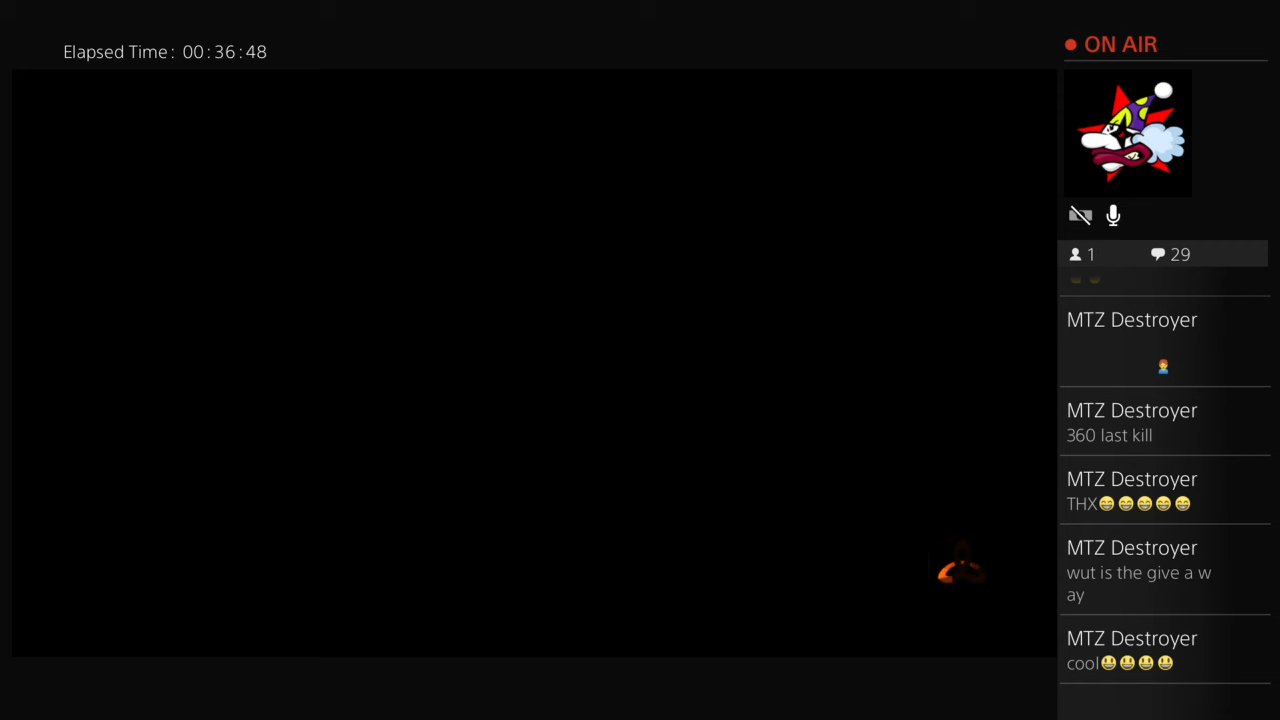 Elapsed Time: 00:36:48
ON AIR
1 29
MTZ Destroyer
MTZ Destroyer
360 last kill
MTZ Destroyer
THX😁😁😁😁😁
MTZ Destroyer
wut is the give a w
ay
MTZ Destroyer
cool😃😃😃😃